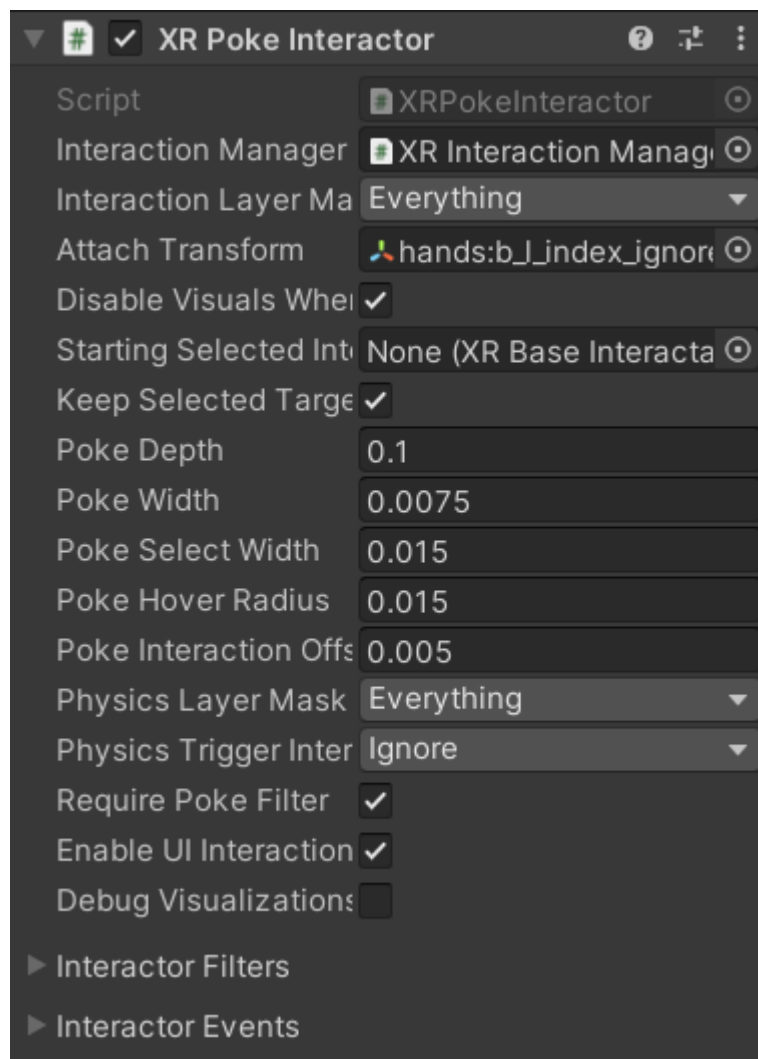 XR Poke Interactor
Script XRPokeInteractor
Interaction Manager XR Interaction Manag
Interaction Layer Ma Everything
Attach Transform hands:b_l_index_ignor
Disable Visuals Whe
Starting Selected Int None (XR Base Interacta
Keep Selected Targe
Poke Depth 0.1
Poke Width 0.0075
Poke Select Width 0.015
Poke Hover Radius 0.015
Poke Interaction Offs 0.005
Physics Layer Mask Everything
Physics Trigger Inter Ignore
Require Poke Filter
Enable UI Interaction
Debug Visualizations
Interactor Filters
Interactor Events